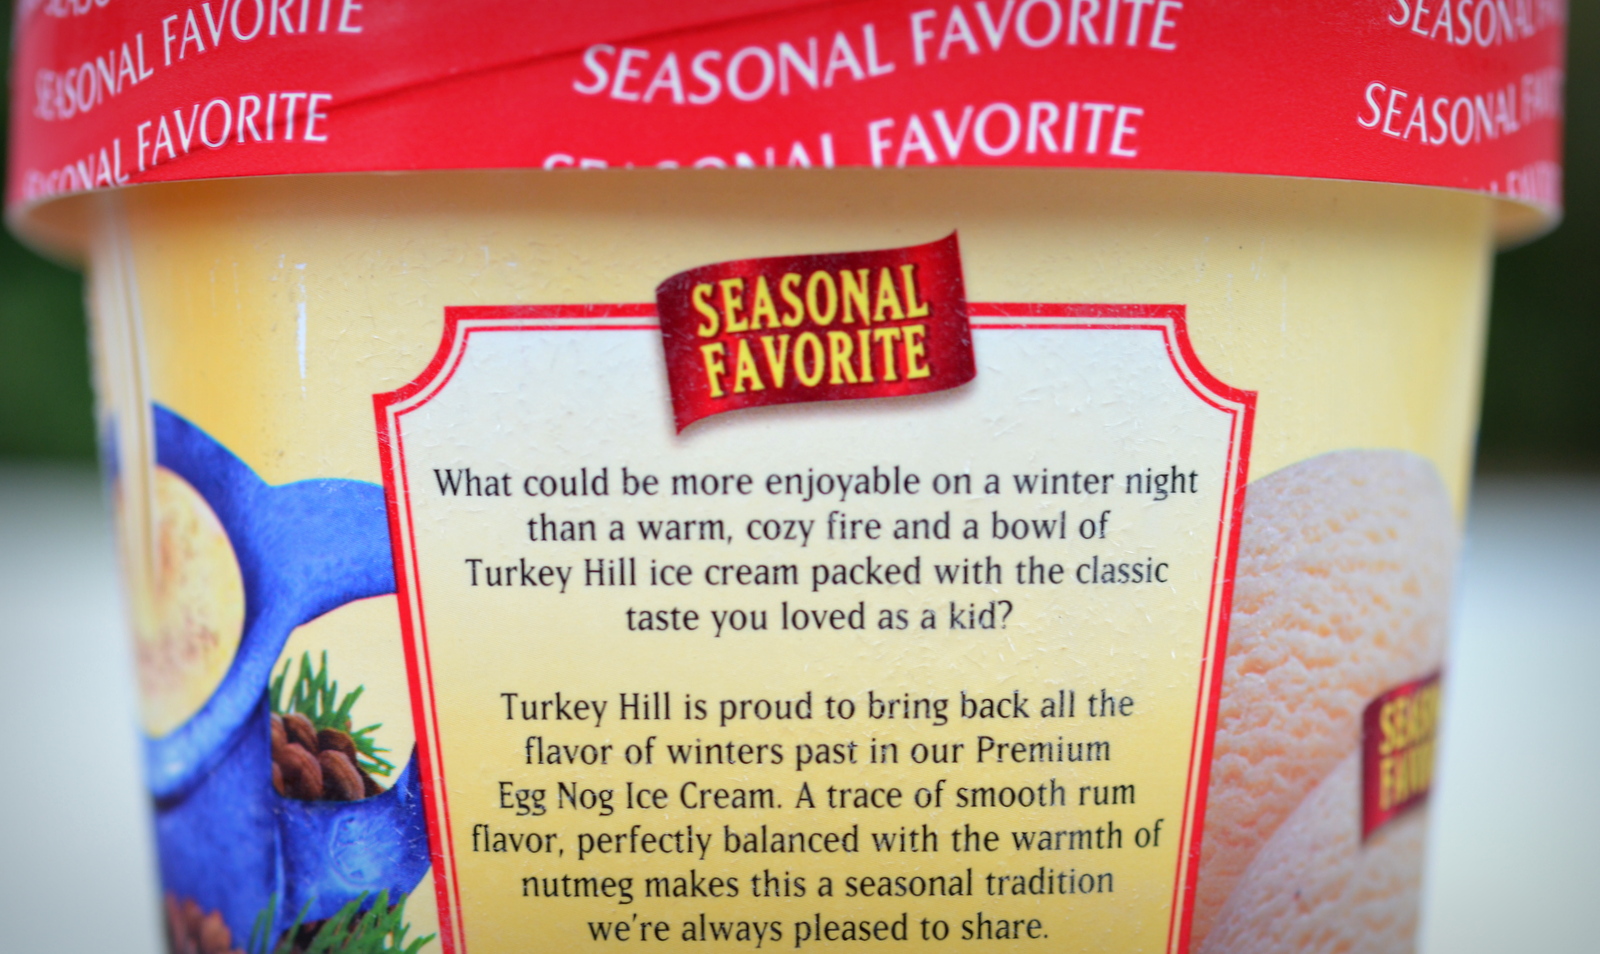 SEASONAL FAVORITE
SEASONAL FAVORITE
SEASONAL
SEASONAL FAVORITE
SEASONAL FAVORITE
SEASONAL
SEASONAL
FAVORITE
What could be more enjoyable on a winter night
than a warm, cozy fire and a bowl of
Turkey Hill ice cream packed with the classic
taste you loved as a kid?
Turkey Hill is proud to bring back all the
flavor of winters past in our Premium
Egg Nog Ice Cream. A trace of smooth rum
flavor, perfectly balanced with the warmth of
nutmeg makes this a seasonal tradition
we're always pleased to share.